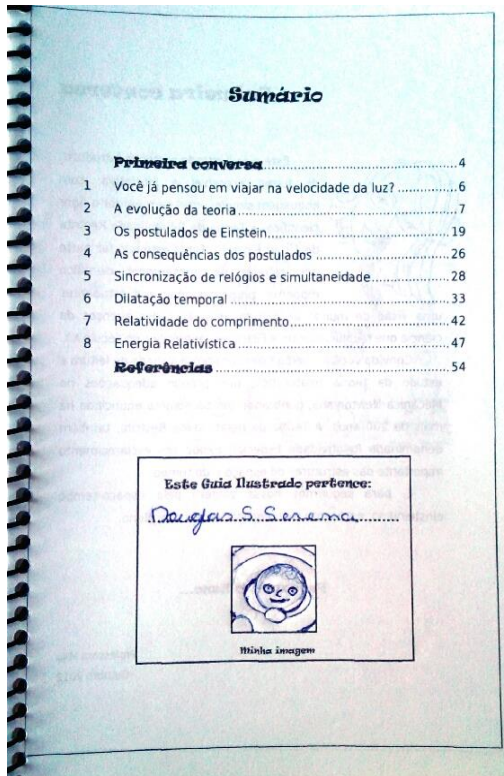 Sumário
Primeira conversa.....4
1 Você já pensou em viajar na velocidade da luz? .....6
2 A evolução da teoria.....7
3 Os postulados de Einstein.....19
4 As consequências dos postulados .....26
5 Sincronização de relógios e simultaneidade.....28
6 Dilatação temporal .....33
7 Relatividade do comprimento.....42
8 Energia Relativística .....47
Referências .....54
Este Guia Ilustrado pertence:
Douglas S. Serena
Minha imagem